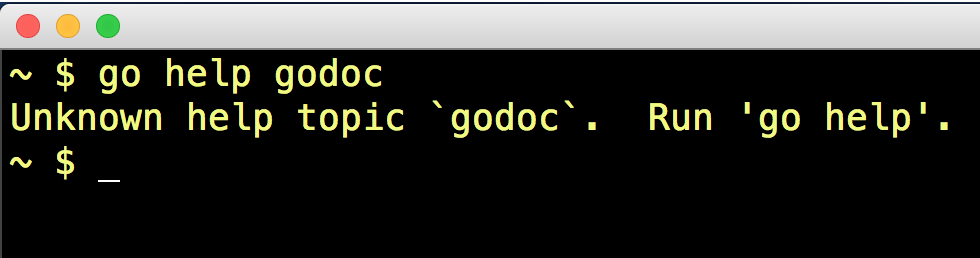 ~ $ go help godoc
Unknown help topic `godoc`.  Run 'go help'.
~ $ _